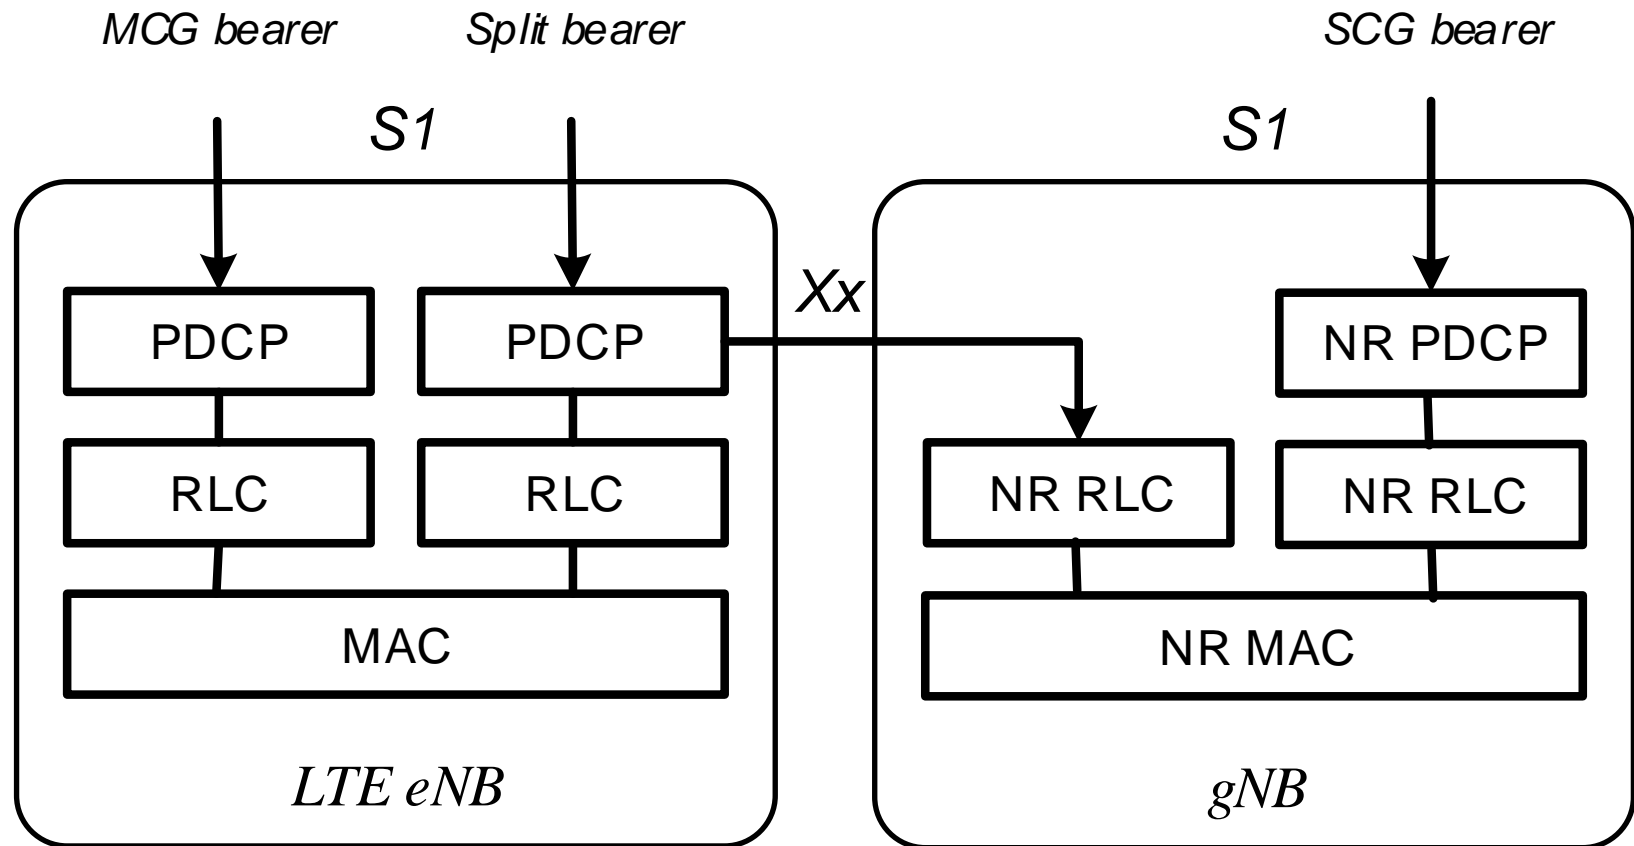 MCG bearer Split bearer SCG bearer
S1 S1
Xx
PDCP PDCP NR PDCP
RLC RLC NR RLC NR RLC
MAC NR MAC
LTE eNB gNB